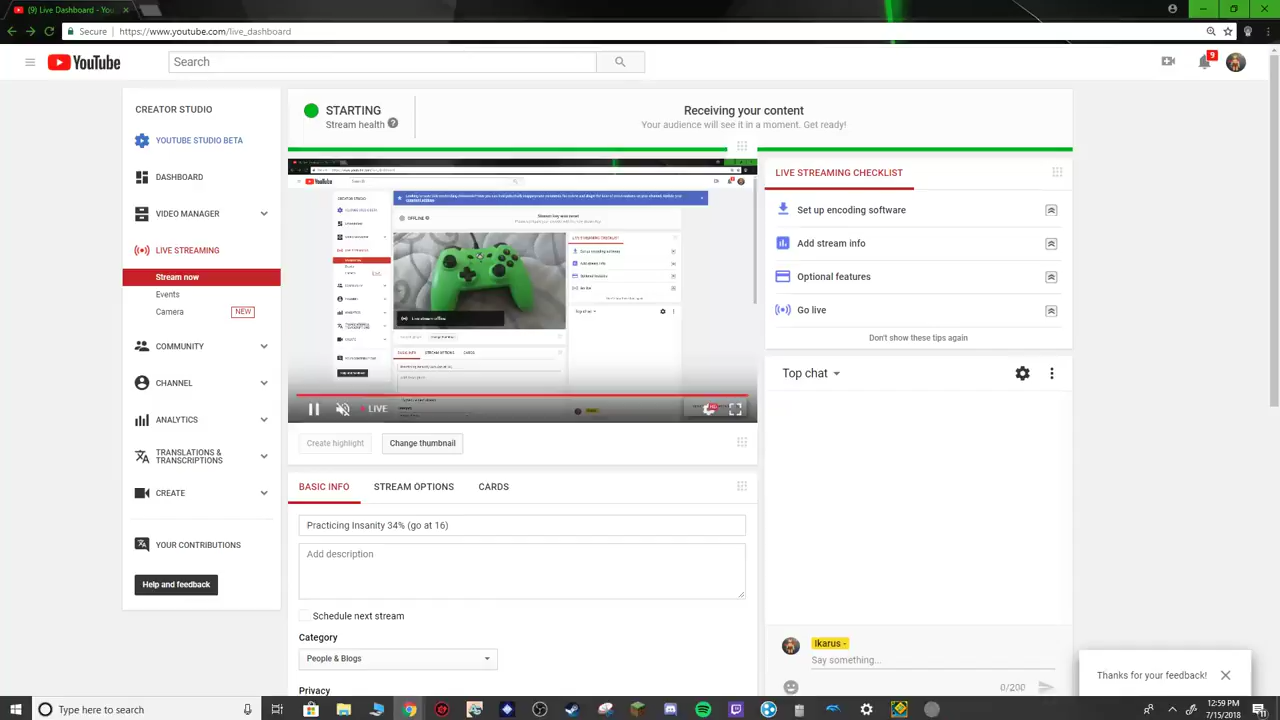 Live Dashboard - You
Secure
https://www.youtube.com/live_dashboard
YouTube
Search
9
CREATOR STUDIO
YOUTUBE STUDIO BETA
DASHBOARD
VIDEO MANAGER
LIVE STREAMING
Stream now
Events
Camera
NEW
COMMUNITY
CHANNEL
ANALYTICS
TRANSLATIONS &
TRANSCRIPTIONS
CREATE
YOUR CONTRIBUTIONS
Help and feedback
STARTING
Stream health
Receiving your content
Your audience will see it in a moment. Get ready!
LIVE
Create highlight
Change thumbnail
BASIC INFO
STREAM OPTIONS
CARDS
Practicing Insanity 34% (go at 16)
Add description
Schedule next stream
Category
People & Blogs
Privacy
LIVE STREAMING CHECKLIST
Set up encoding software
Add stream info
Optional features
Go live
Don't show these tips again
Top chat
Ikarus -
Say something...
0/200
Thanks for your feedback!
Type here to search
12:59 PM
7/15/2018